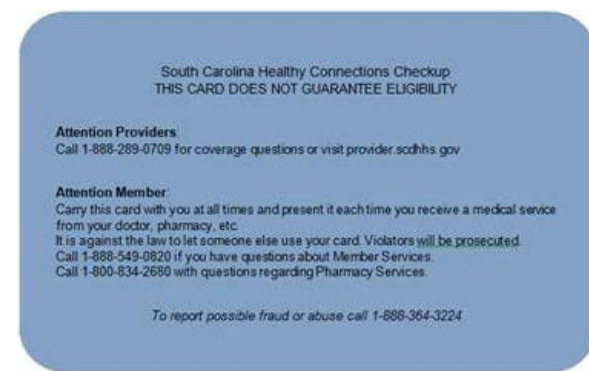 South Carolina Healthy Connections Checkup
THIS CARD DOES NOT GUARANTEE ELIGIBILITY
Attention Providers:
Call 1-888-289-0709 for coverage questions or visit provider.scdhhs.gov
Attention Member:
Carry this card with you at all times and present it each time you receive a medical service
from your doctor, pharmacy, etc.
It is against the law to let someone else use your card. Violators will be prosecuted.
Call 1-888-549-0820 if you have questions about Member Services.
Call 1-800-834-2680 with questions regarding Pharmacy Services.
To report possible fraud or abuse call 1-888-364-3224